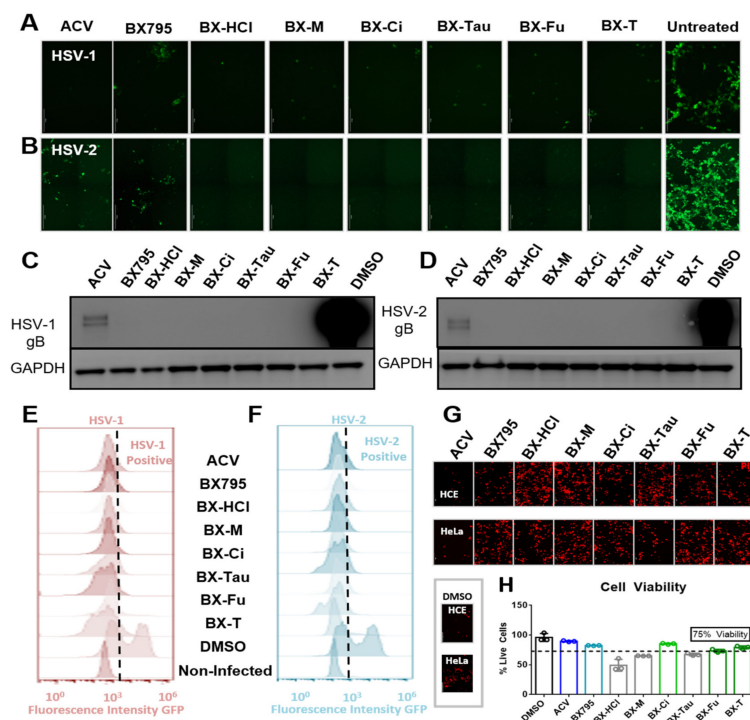 A
ACV BX795 BX-HCl BX-M BX-Ci BX-Tau BX-Fu BX-T Untreated
HSV-1
B
HSV-2
C
ACV BX795 BX-HCl BX-M BX-Ci BX-Tau BX-Fu BX-T DMSO
HSV-1
gB
GAPDH
D
ACV BX795 BX-HCl BX-M BX-Ci BX-Tau BX-Fu BX-T DMSO
HSV-2
gB
GAPDH
E
HSV-1
HSV-1
Positive
10⁰ 10³ 10⁶
Fluorescence Intensity GFP
ACV
BX795
BX-HCl
BX-M
BX-Ci
BX-Tau
BX-Fu
BX-T
DMSO
Non-Infected
F
HSV-2
HSV-2
Positive
10⁰ 10³ 10⁶
Fluorescence Intensity GFP
G
ACV BX795 BX-HCl BX-M BX-Ci BX-Tau BX-Fu BX-T
HCE
HeLa
DMSO
HCE
HeLa
H
Cell Viability
% Live Cells
150
100
50
0
75% Viability
DMSO ACV BX795 BX-HCl BX-M BX-Ci BX-Tau BX-Fu BX-T